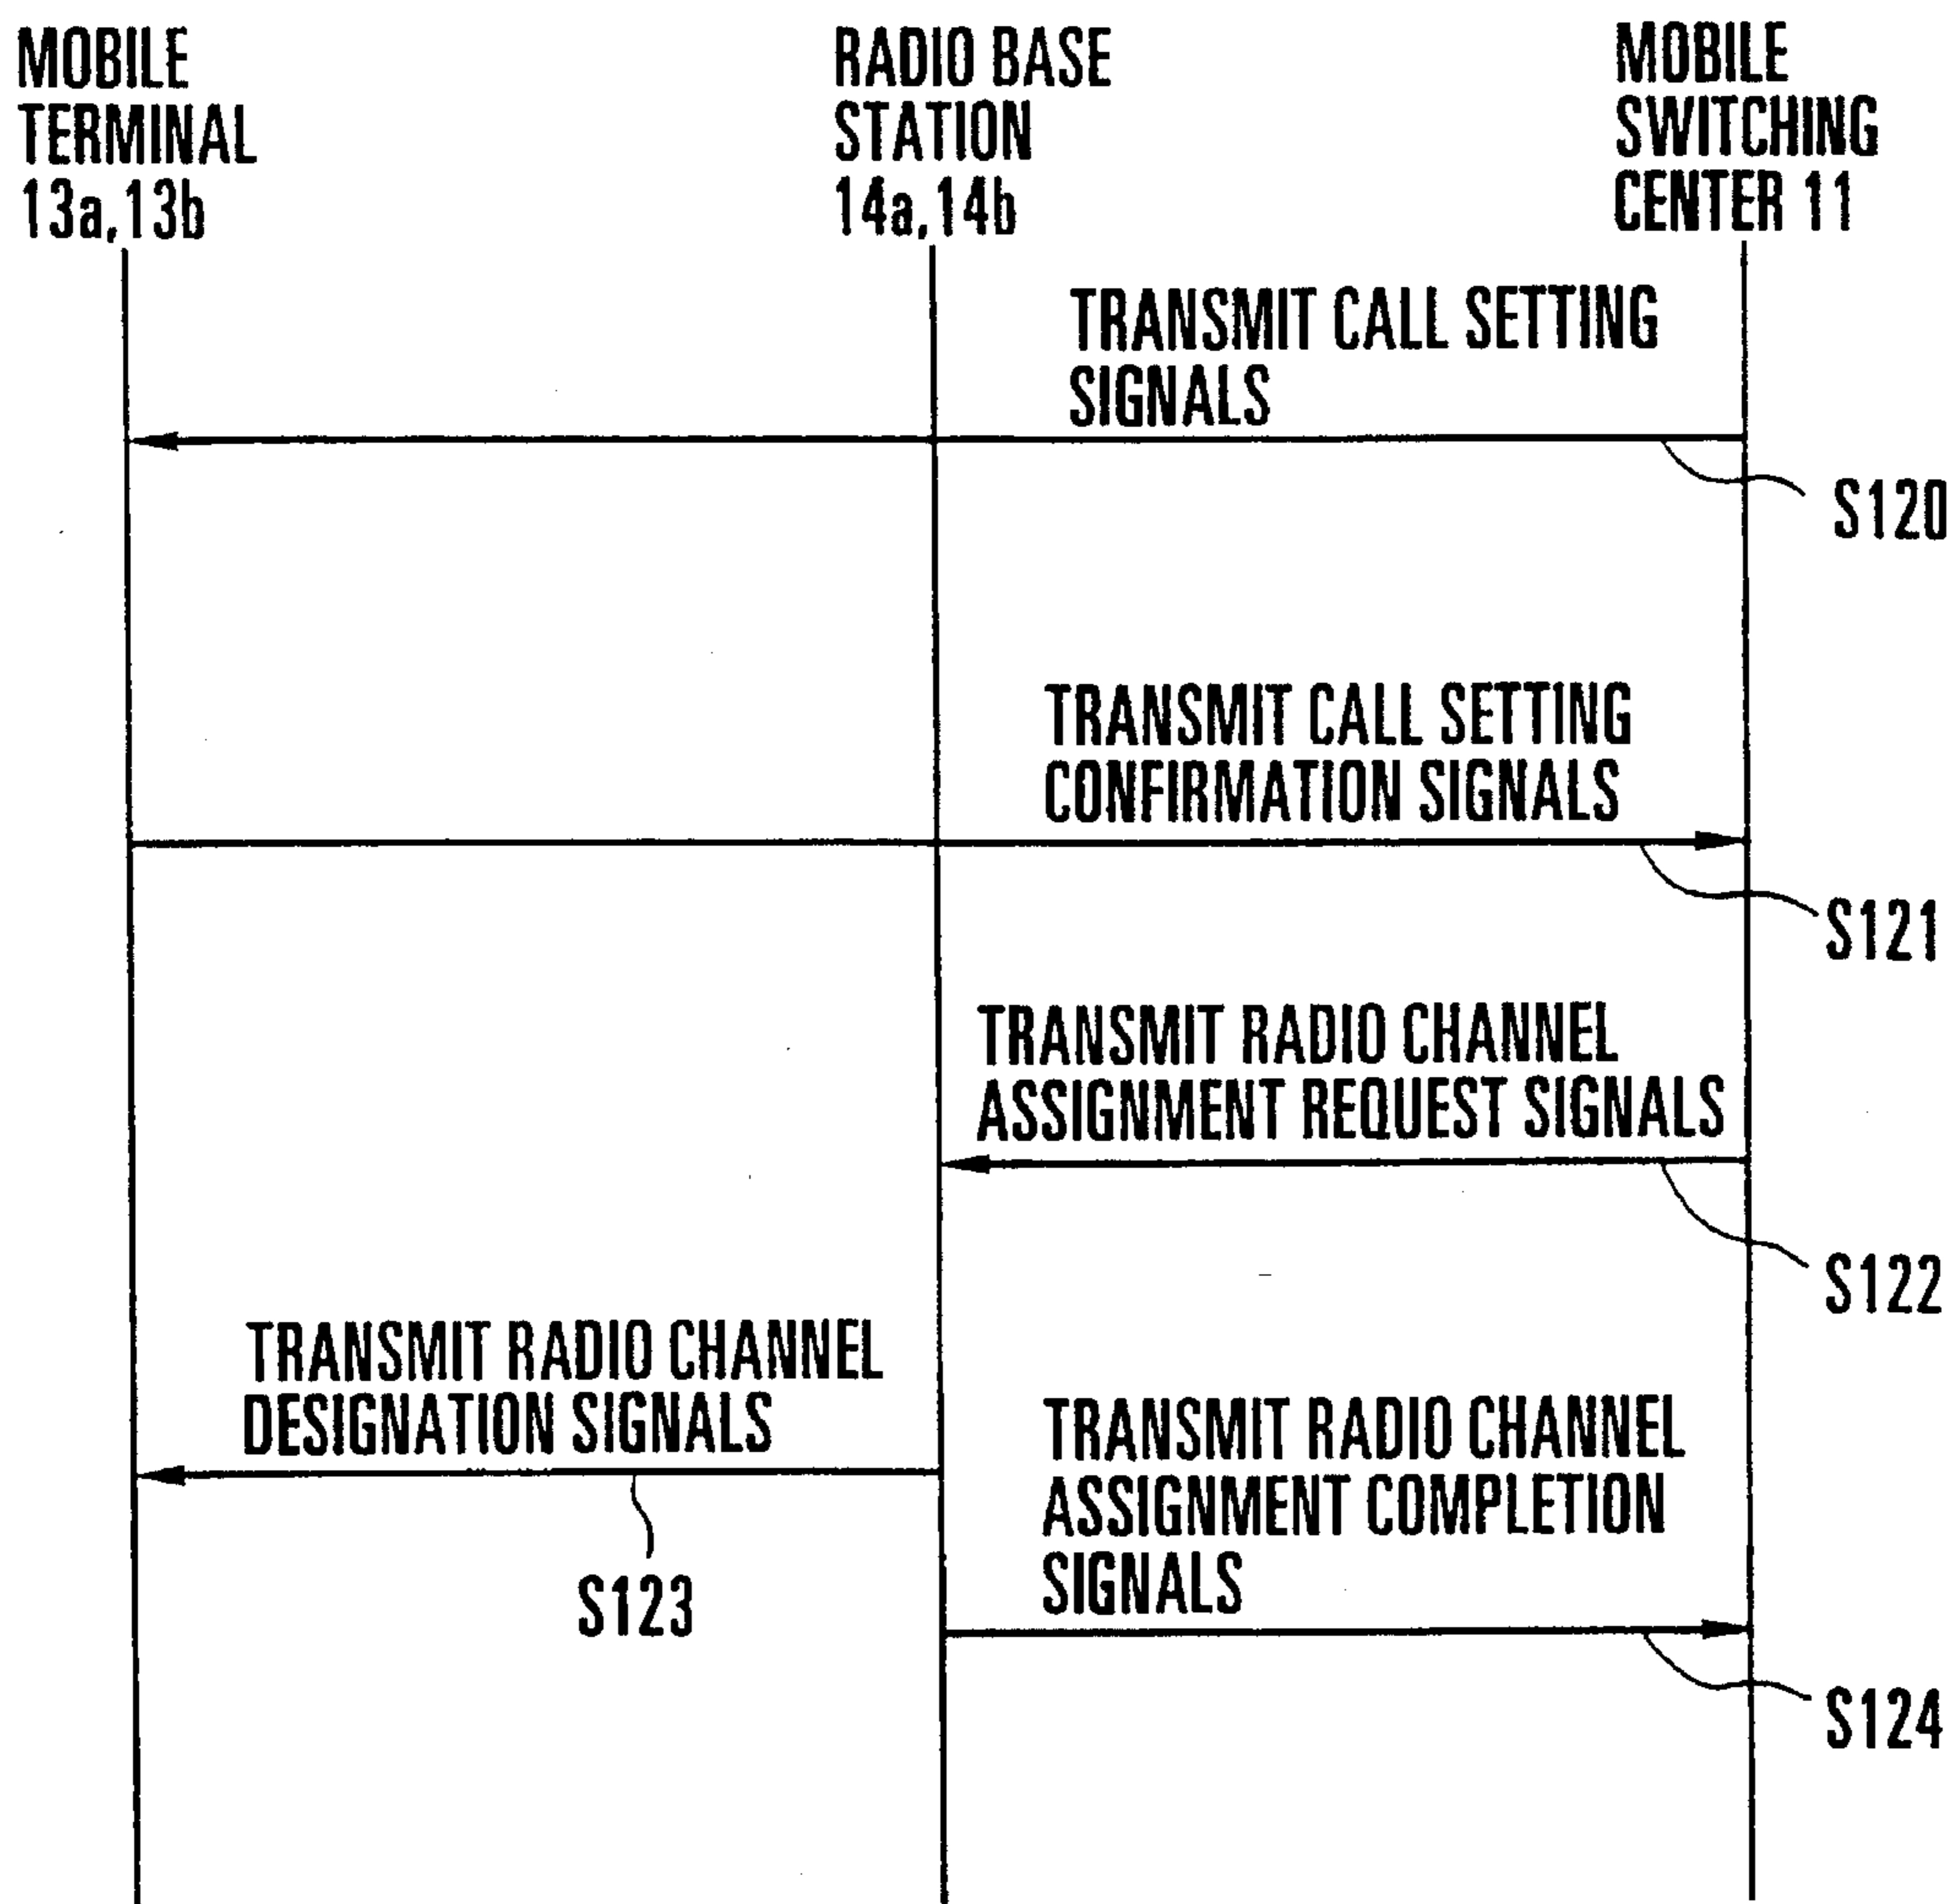 MOBILE
TERMINAL
13a,13b
RADIO BASE
STATION
14a,14b
MOBILE
SWITCHING
CENTER 11
TRANSMIT CALL SETTING
SIGNALS
S120
TRANSMIT CALL SETTING
CONFIRMATION SIGNALS
S121
TRANSMIT RADIO CHANNEL
ASSIGNMENT REQUEST SIGNALS
S122
TRANSMIT RADIO CHANNEL
DESIGNATION SIGNALS
S123
TRANSMIT RADIO CHANNEL
ASSIGNMENT COMPLETION
SIGNALS
S124